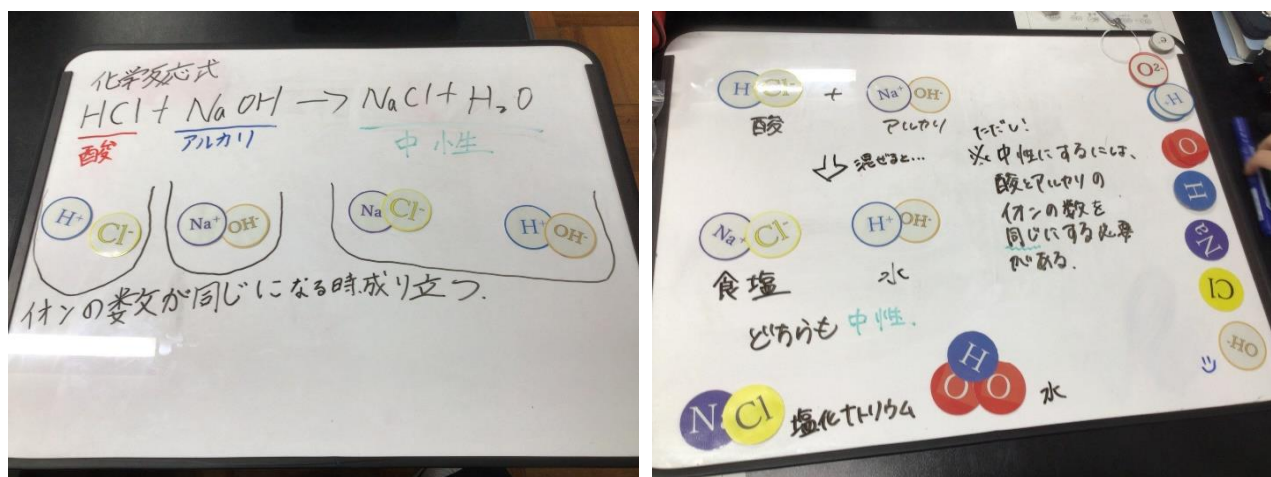 化学反応式
HCl + NaOH → NaCl + H₂O
酸 アルカリ 中性
H⁺ Cl⁻ Na⁺ OH⁻ Na Cl⁻ H⁺ OH⁻
イオンの数が同じになる時成り立つ.
H Cl⁻ + Na⁺ OH⁻
酸 アルカリ
混ぜると...
Na⁺ Cl⁻ H⁺ OH⁻
食塩 水
どちらも中性.
ただし!
※中性にするには、
酸とアルカリの
イオンの数を
同じにする必要
がある.
N Cl 塩化ナトリウム H O O 水
O²⁻
H⁺
O
H
Na
Cl
OH⁻